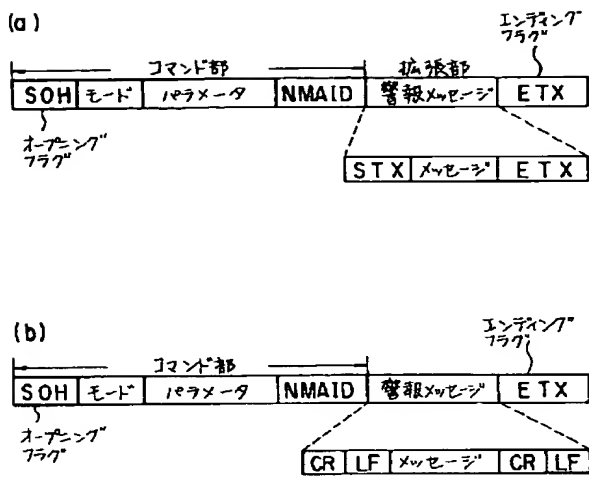 (a)
エンディング
フラグ
コマンド部 拡張部
SOH モード パラメータ NMAID 警報メッセージ ETX
オープニング
フラグ
STX メッセージ ETX
(b)
エンディング
フラグ
コマンド部
SOH モード パラメータ NMAID 警報メッセージ ETX
オープニング
フラグ
CR LF メッセージ CR LF